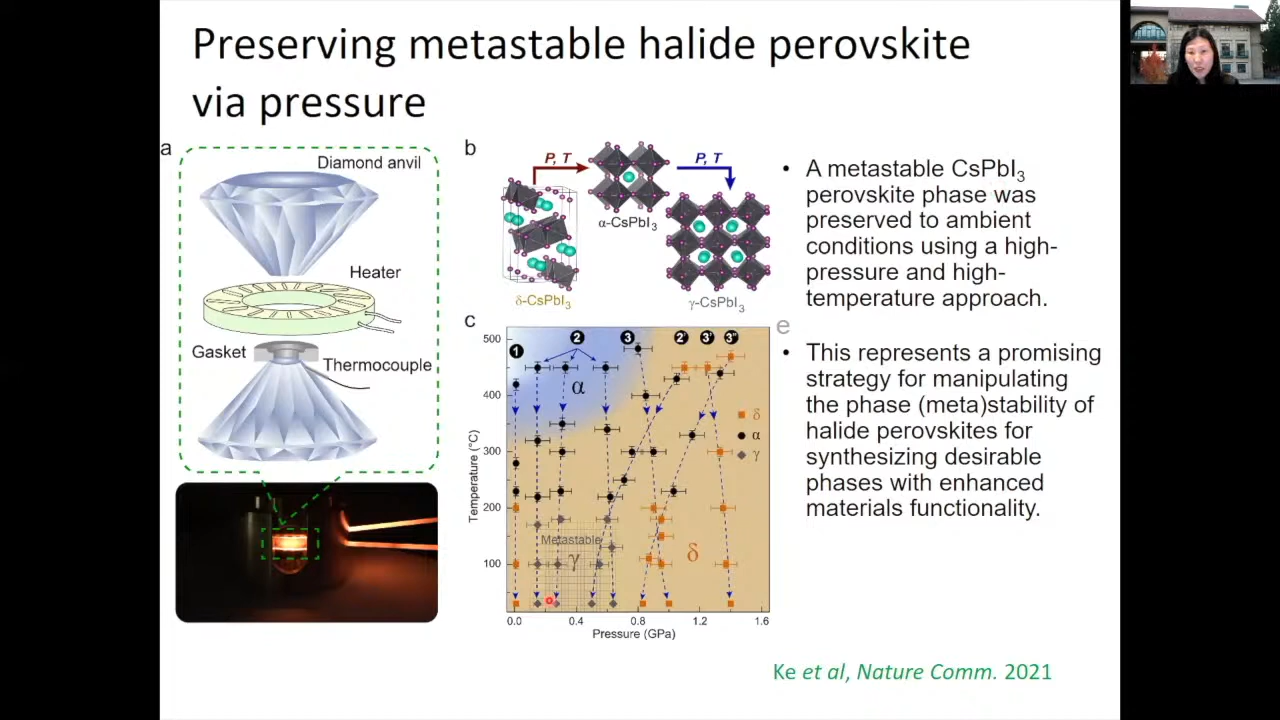 Preserving metastable halide perovskite
via pressure
a
Diamond anvil
Heater
Gasket
Thermocouple
b
P, T
P, T
α-CsPbI3
δ-CsPbI3
γ-CsPbI3
c
Temperature (°C)
500
400
300
200
100
1
2
3
2'
3'
3"
α
δ
α
γ
Metastable
γ
δ
0.0 0.4 0.8 1.2 1.6
Pressure (GPa)
e
• A metastable CsPbI3
perovskite phase was
preserved to ambient
conditions using a high-
pressure and high-
temperature approach.
• This represents a promising
strategy for manipulating
the phase (meta)stability of
halide perovskites for
synthesizing desirable
phases with enhanced
materials functionality.
Ke et al, Nature Comm. 2021